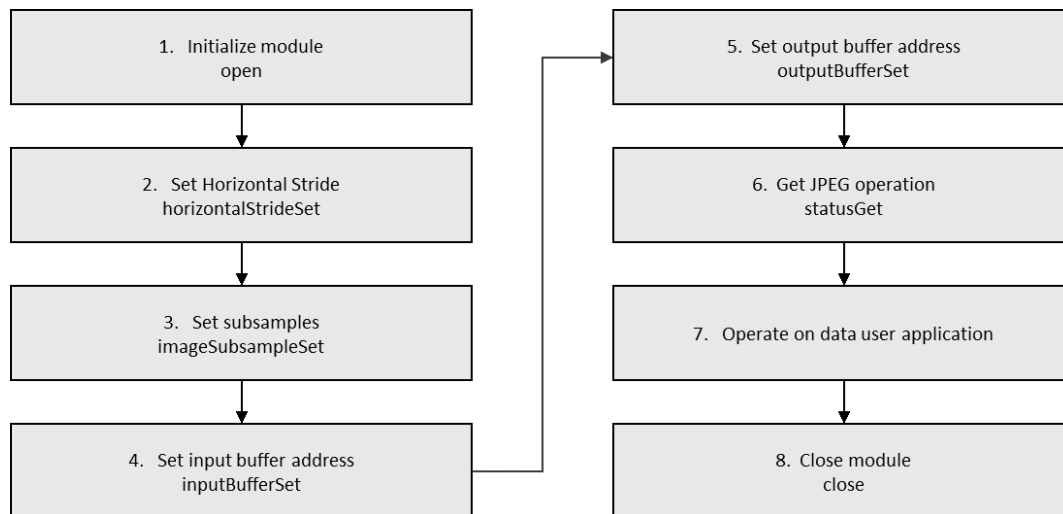 1. Initialize module
open
2. Set Horizontal Stride
horizontalStrideSet
3. Set subsamples
imageSubsampleSet
4. Set input buffer address
inputBufferSet
5. Set output buffer address
outputBufferSet
6. Get JPEG operation
statusGet
7. Operate on data user application
8. Close module
close